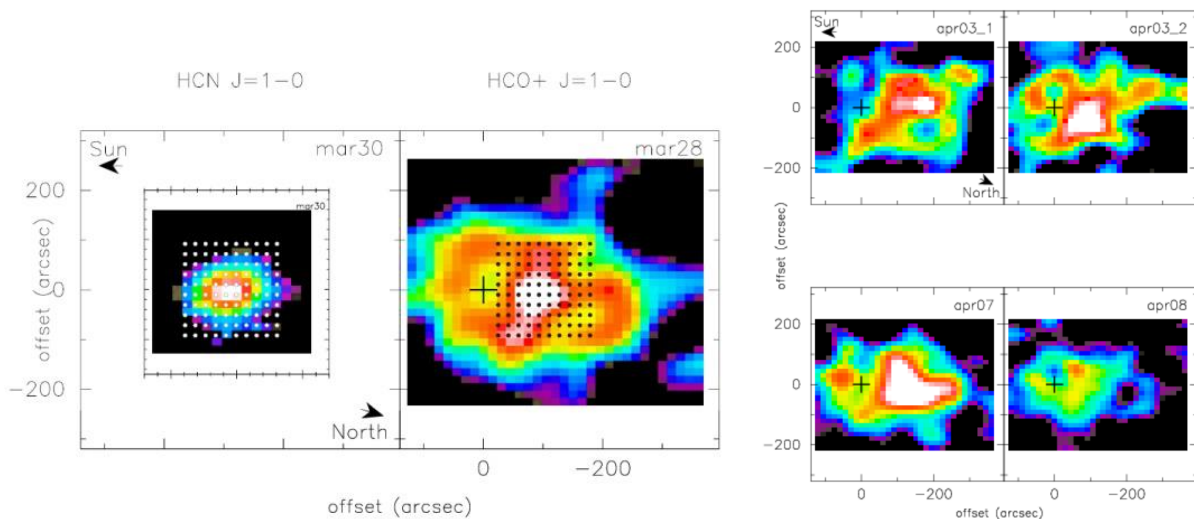 HCN J=1−0
HCO+ J=1−0
Sun
mar30
mar28
mar30
200
0
−200
offset (arcsec)
North
0
−200
offset (arcsec)
Sun
apr03_1
apr03_2
200
0
−200
North
offset (arcsec)
apr07
apr08
200
0
−200
0
−200
0
−200
offset (arcsec)